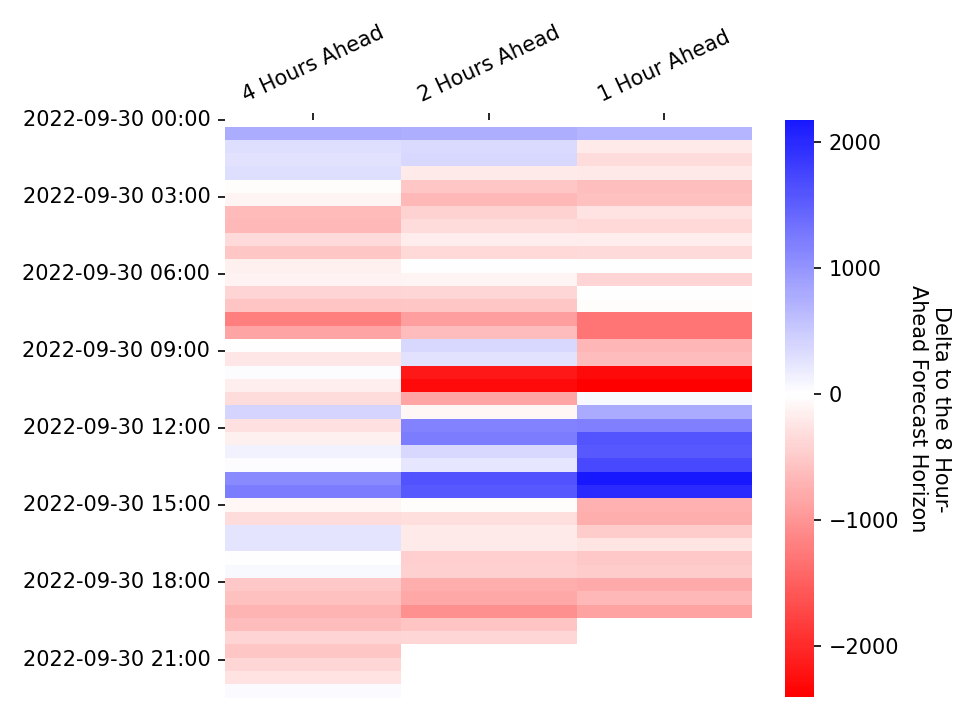 4 Hours Ahead
2 Hours Ahead
1 Hour Ahead
2022-09-30 00:00
2022-09-30 03:00
2022-09-30 06:00
2022-09-30 09:00
2022-09-30 12:00
2022-09-30 15:00
2022-09-30 18:00
2022-09-30 21:00
2000
1000
0
−1000
−2000
Delta to the 8 Hour-
Ahead Forecast Horizon